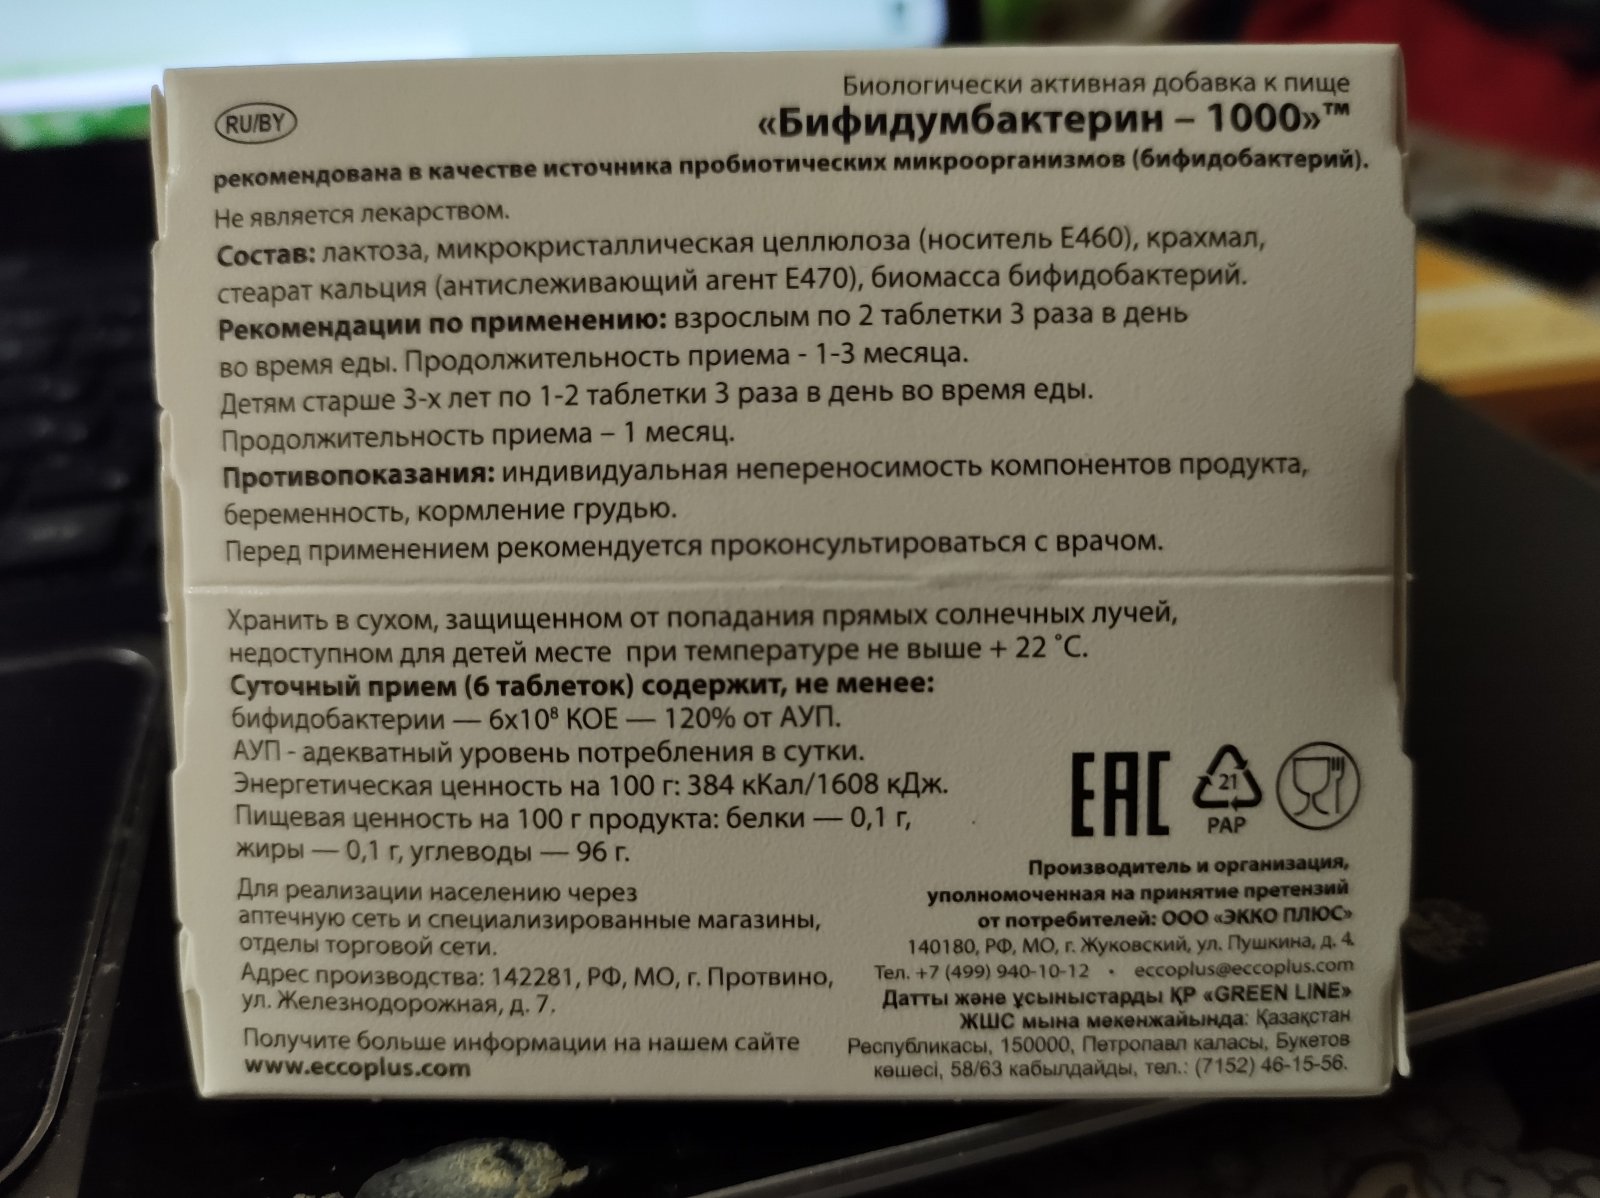 RU/BY
Биологически активная добавка к пище
«Бифидумбактерин – 1000»™
рекомендована в качестве источника пробиотических микроорганизмов (бифидобактерий).
Не является лекарством.
Состав: лактоза, микрокристаллическая целлюлоза (носитель Е460), крахмал,
стеарат кальция (антислеживающий агент Е470), биомасса бифидобактерий.
Рекомендации по применению: взрослым по 2 таблетки 3 раза в день
во время еды. Продолжительность приема - 1-3 месяца.
Детям старше 3-х лет по 1-2 таблетки 3 раза в день во время еды.
Продолжительность приема – 1 месяц.
Противопоказания: индивидуальная непереносимость компонентов продукта,
беременность, кормление грудью.
Перед применением рекомендуется проконсультироваться с врачом.
Хранить в сухом, защищенном от попадания прямых солнечных лучей,
недоступном для детей месте при температуре не выше + 22 ˚С.
Суточный прием (6 таблеток) содержит, не менее:
бифидобактерии — 6х10⁸ КОЕ — 120% от АУП.
АУП - адекватный уровень потребления в сутки.
Энергетическая ценность на 100 г: 384 кКал/1608 кДж.
Пищевая ценность на 100 г продукта: белки — 0,1 г,
жиры — 0,1 г, углеводы — 96 г.
Для реализации населению через
аптечную сеть и специализированные магазины,
отделы торговой сети.
Адрес производства: 142281, РФ, МО, г. Протвино,
ул. Железнодорожная, д. 7.
Получите больше информации на нашем сайте
www.eccoplus.com
EAC
21
PAP
Производитель и организация,
уполномоченная на принятие претензий
от потребителей: ООО «ЭККО ПЛЮС»
140180, РФ, МО, г. Жуковский, ул. Пушкина, д. 4.
Тел. +7 (499) 940-10-12 • eccoplus@eccoplus.com
Датты және ұсыныстарды ҚР «GREEN LINE»
ЖШС мына мекенжайында: Қазақстан
Республикасы, 150000, Петропавл каласы, Букетов
көшесі, 58/63 кабылдайды, тел.: (7152) 46-15-56.